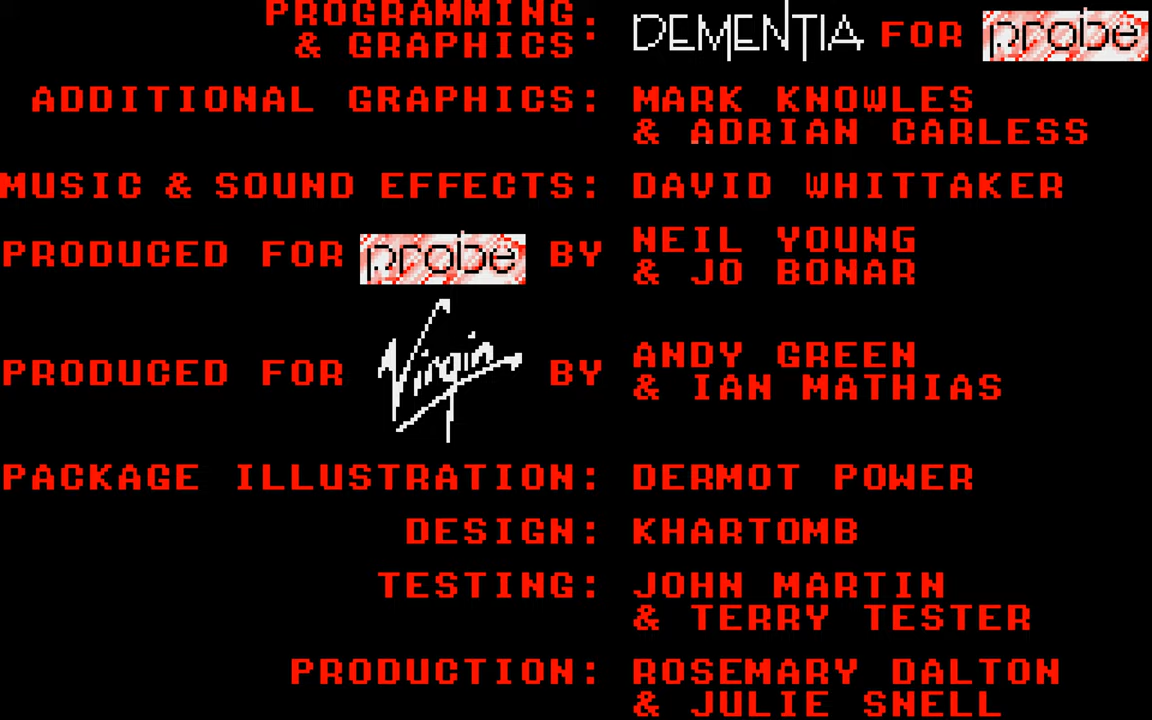 PROGRAMMING: DEMENTIA FOR probe
& GRAPHICS:
ADDITIONAL GRAPHICS: MARK KNOWLES
& ADRIAN CARLESS
MUSIC & SOUND EFFECTS: DAVID WHITTAKER
PRODUCED FOR probe BY NEIL YOUNG
& JO BONAR
PRODUCED FOR Virgin BY ANDY GREEN
& IAN MATHIAS
PACKAGE ILLUSTRATION: DERMOT POWER
DESIGN: KHARTOMB
TESTING: JOHN MARTIN
& TERRY TESTER
PRODUCTION: ROSEMARY DALTON
& JULIE SNELL